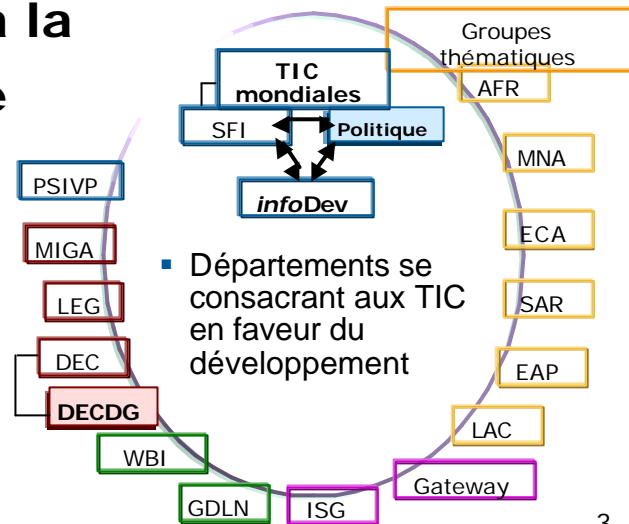 à la
e
Groupes
thématiques
TIC
mondiales
SFI
Politique
infoDev
AFR
MNA
ECA
SAR
EAP
LAC
Gateway
ISG
GDLN
WBI
DECDG
DEC
LEG
MIGA
PSIVP
▪ Départements se
consacrant aux TIC
en faveur du
développement
3